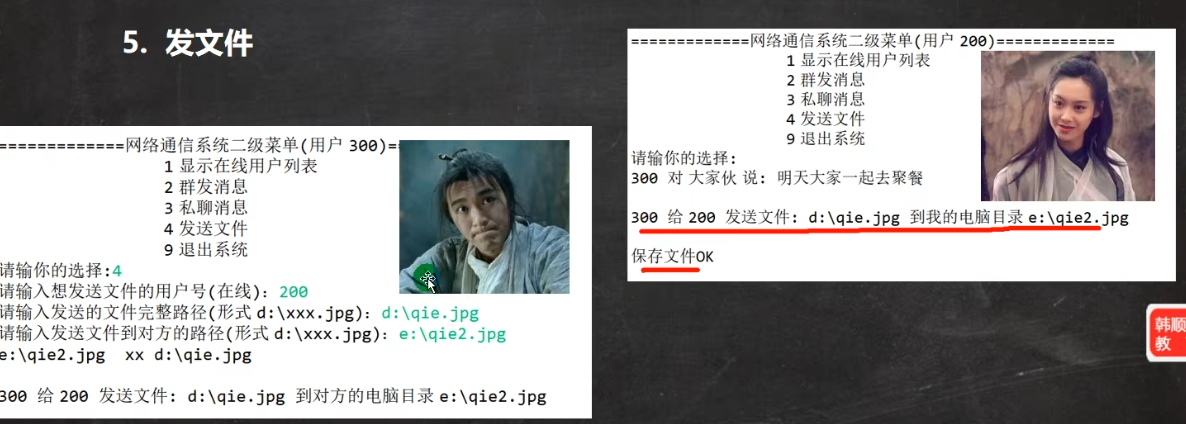 5. 发文件
=============网络通信系统二级菜单(用户 300)=
1 显示在线用户列表
2 群发消息
3 私聊消息
4 发送文件
9 退出系统
请输你的选择:4
请输入想发送文件的用户号(在线): 200
请输入发送的文件完整路径(形式 d:\xxx.jpg): d:\qie.jpg
请输入发送文件到对方的路径(形式 d:\xxx.jpg): e:\qie2.jpg
e:\qie2.jpg xx d:\qie.jpg
300 给 200 发送文件: d:\qie.jpg 到对方的电脑目录 e:\qie2.jpg
=============网络通信系统二级菜单(用户 200)=============
1 显示在线用户列表
2 群发消息
3 私聊消息
4 发送文件
9 退出系统
请输你的选择:
300 对 大家伙 说: 明天大家一起去聚餐
300 给 200 发送文件: d:\qie.jpg 到我的电脑目录 e:\qie2.jpg
保存文件OK
韩顺
教